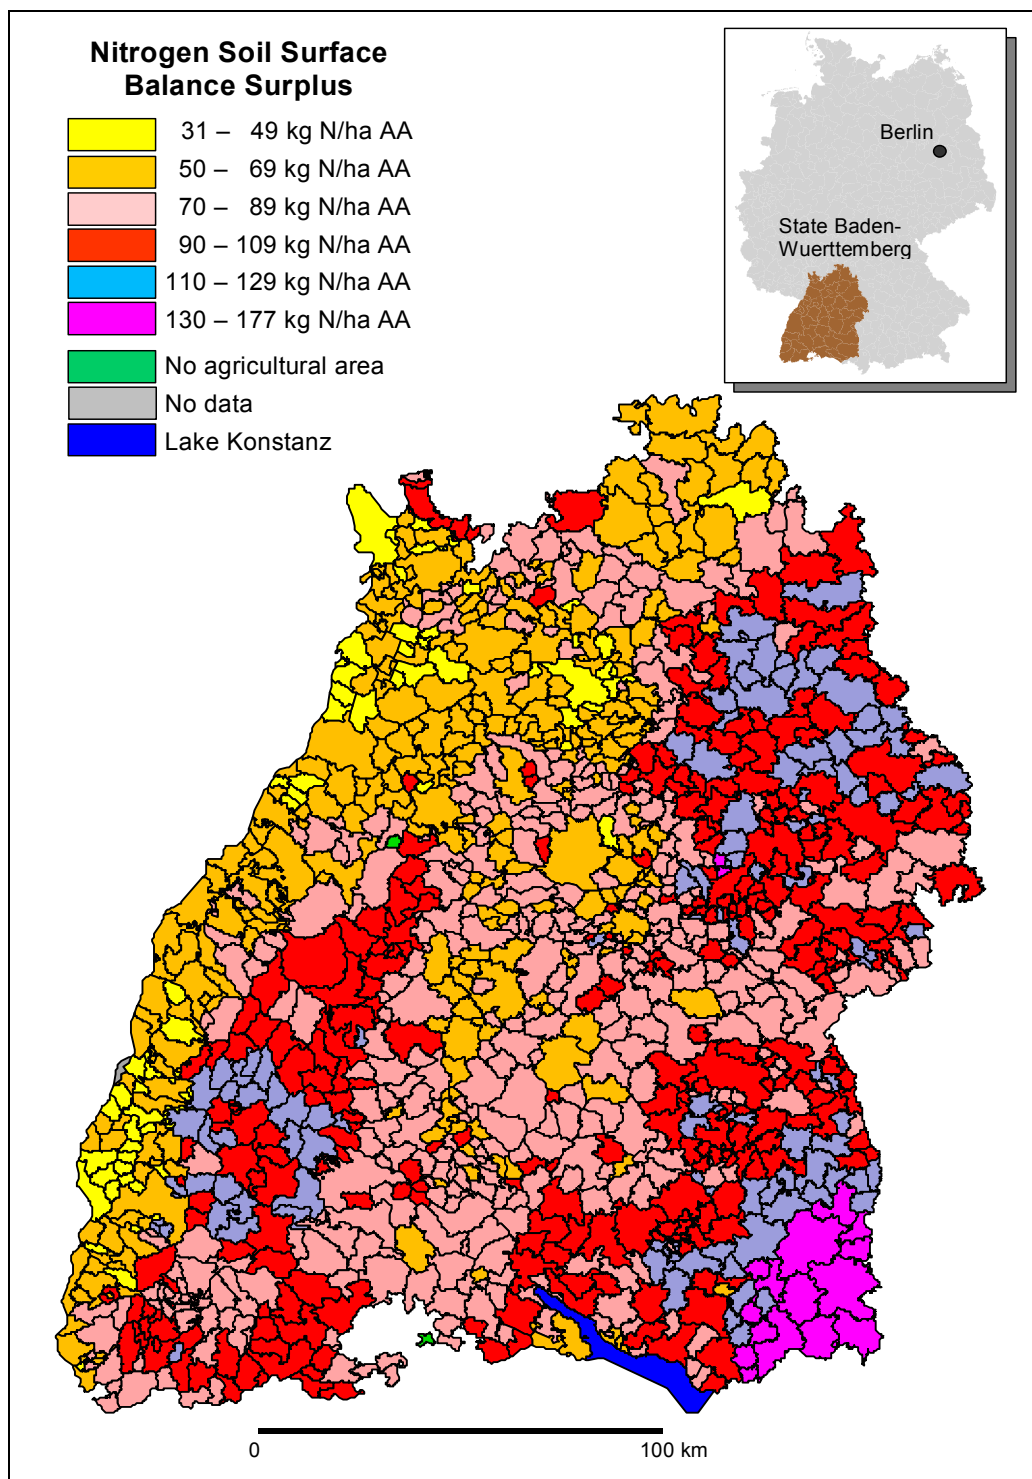 Nitrogen Soil Surface
Balance Surplus
31 – 49 kg N/ha AA
50 – 69 kg N/ha AA
70 – 89 kg N/ha AA
90 – 109 kg N/ha AA
110 – 129 kg N/ha AA
130 – 177 kg N/ha AA
No agricultural area
No data
Lake Konstanz
Berlin
State Baden-
Wuerttemberg
0 100 km